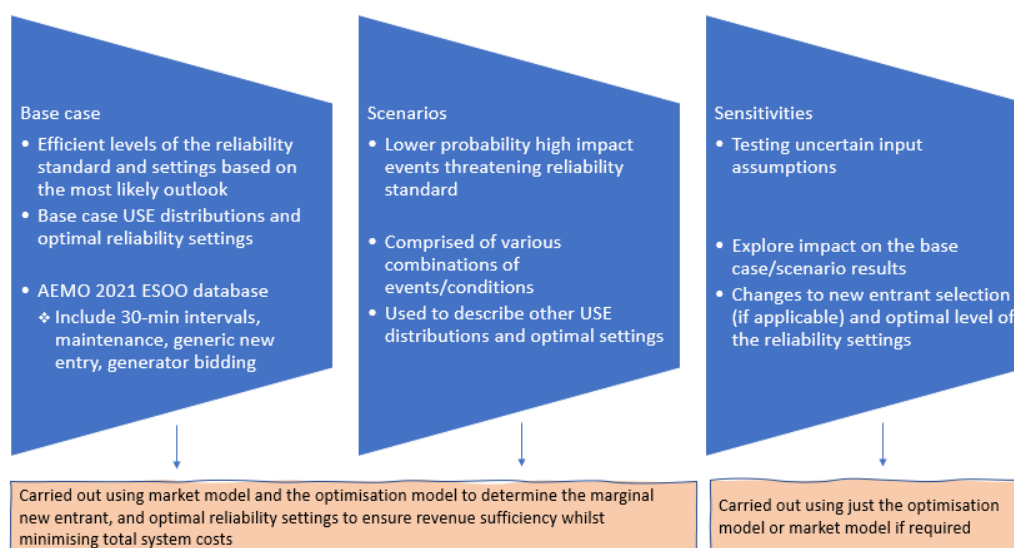 Base case
• Efficient levels of the reliability
standard and settings based on
the most likely outlook
• Base case USE distributions and
optimal reliability settings
• AEMO 2021 ESOO database
❖ Include 30-min intervals,
maintenance, generic new
entry, generator bidding
Scenarios
• Lower probability high impact
events threatening reliability
standard
• Comprised of various
combinations of
events/conditions
• Used to describe other USE
distributions and optimal settings
Sensitivities
• Testing uncertain input
assumptions
• Explore impact on the base
case/scenario results
• Changes to new entrant selection
(if applicable) and optimal level of
the reliability settings
Carried out using market model and the optimisation model to determine the marginal
new entrant, and optimal reliability settings to ensure revenue sufficiency whilst
minimising total system costs
Carried out using just the optimisation
model or market model if required